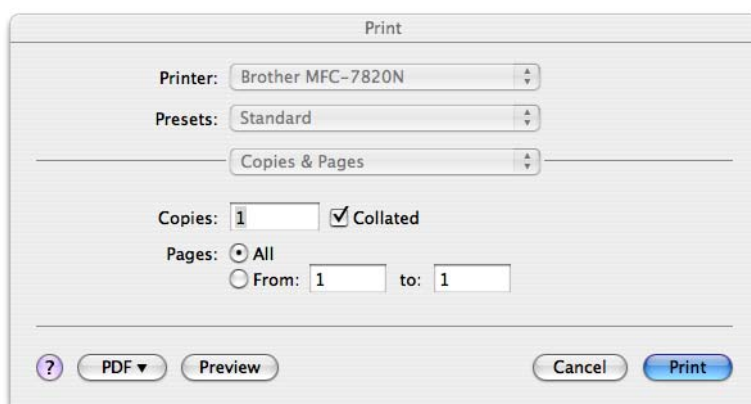 Print
Printer: Brother MFC-7820N
Presets: Standard
Copies & Pages
Copies: 1 Collated
Pages: All
From: 1 to: 1
? PDF Preview Cancel Print